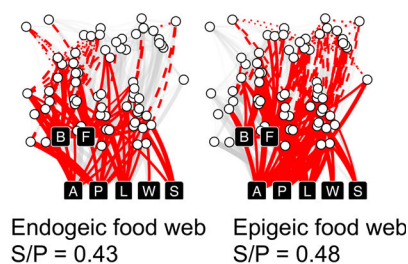 B F B F
A P L W S A P L W S
Endogeic food web Epigeic food web
S/P = 0.43 S/P = 0.48